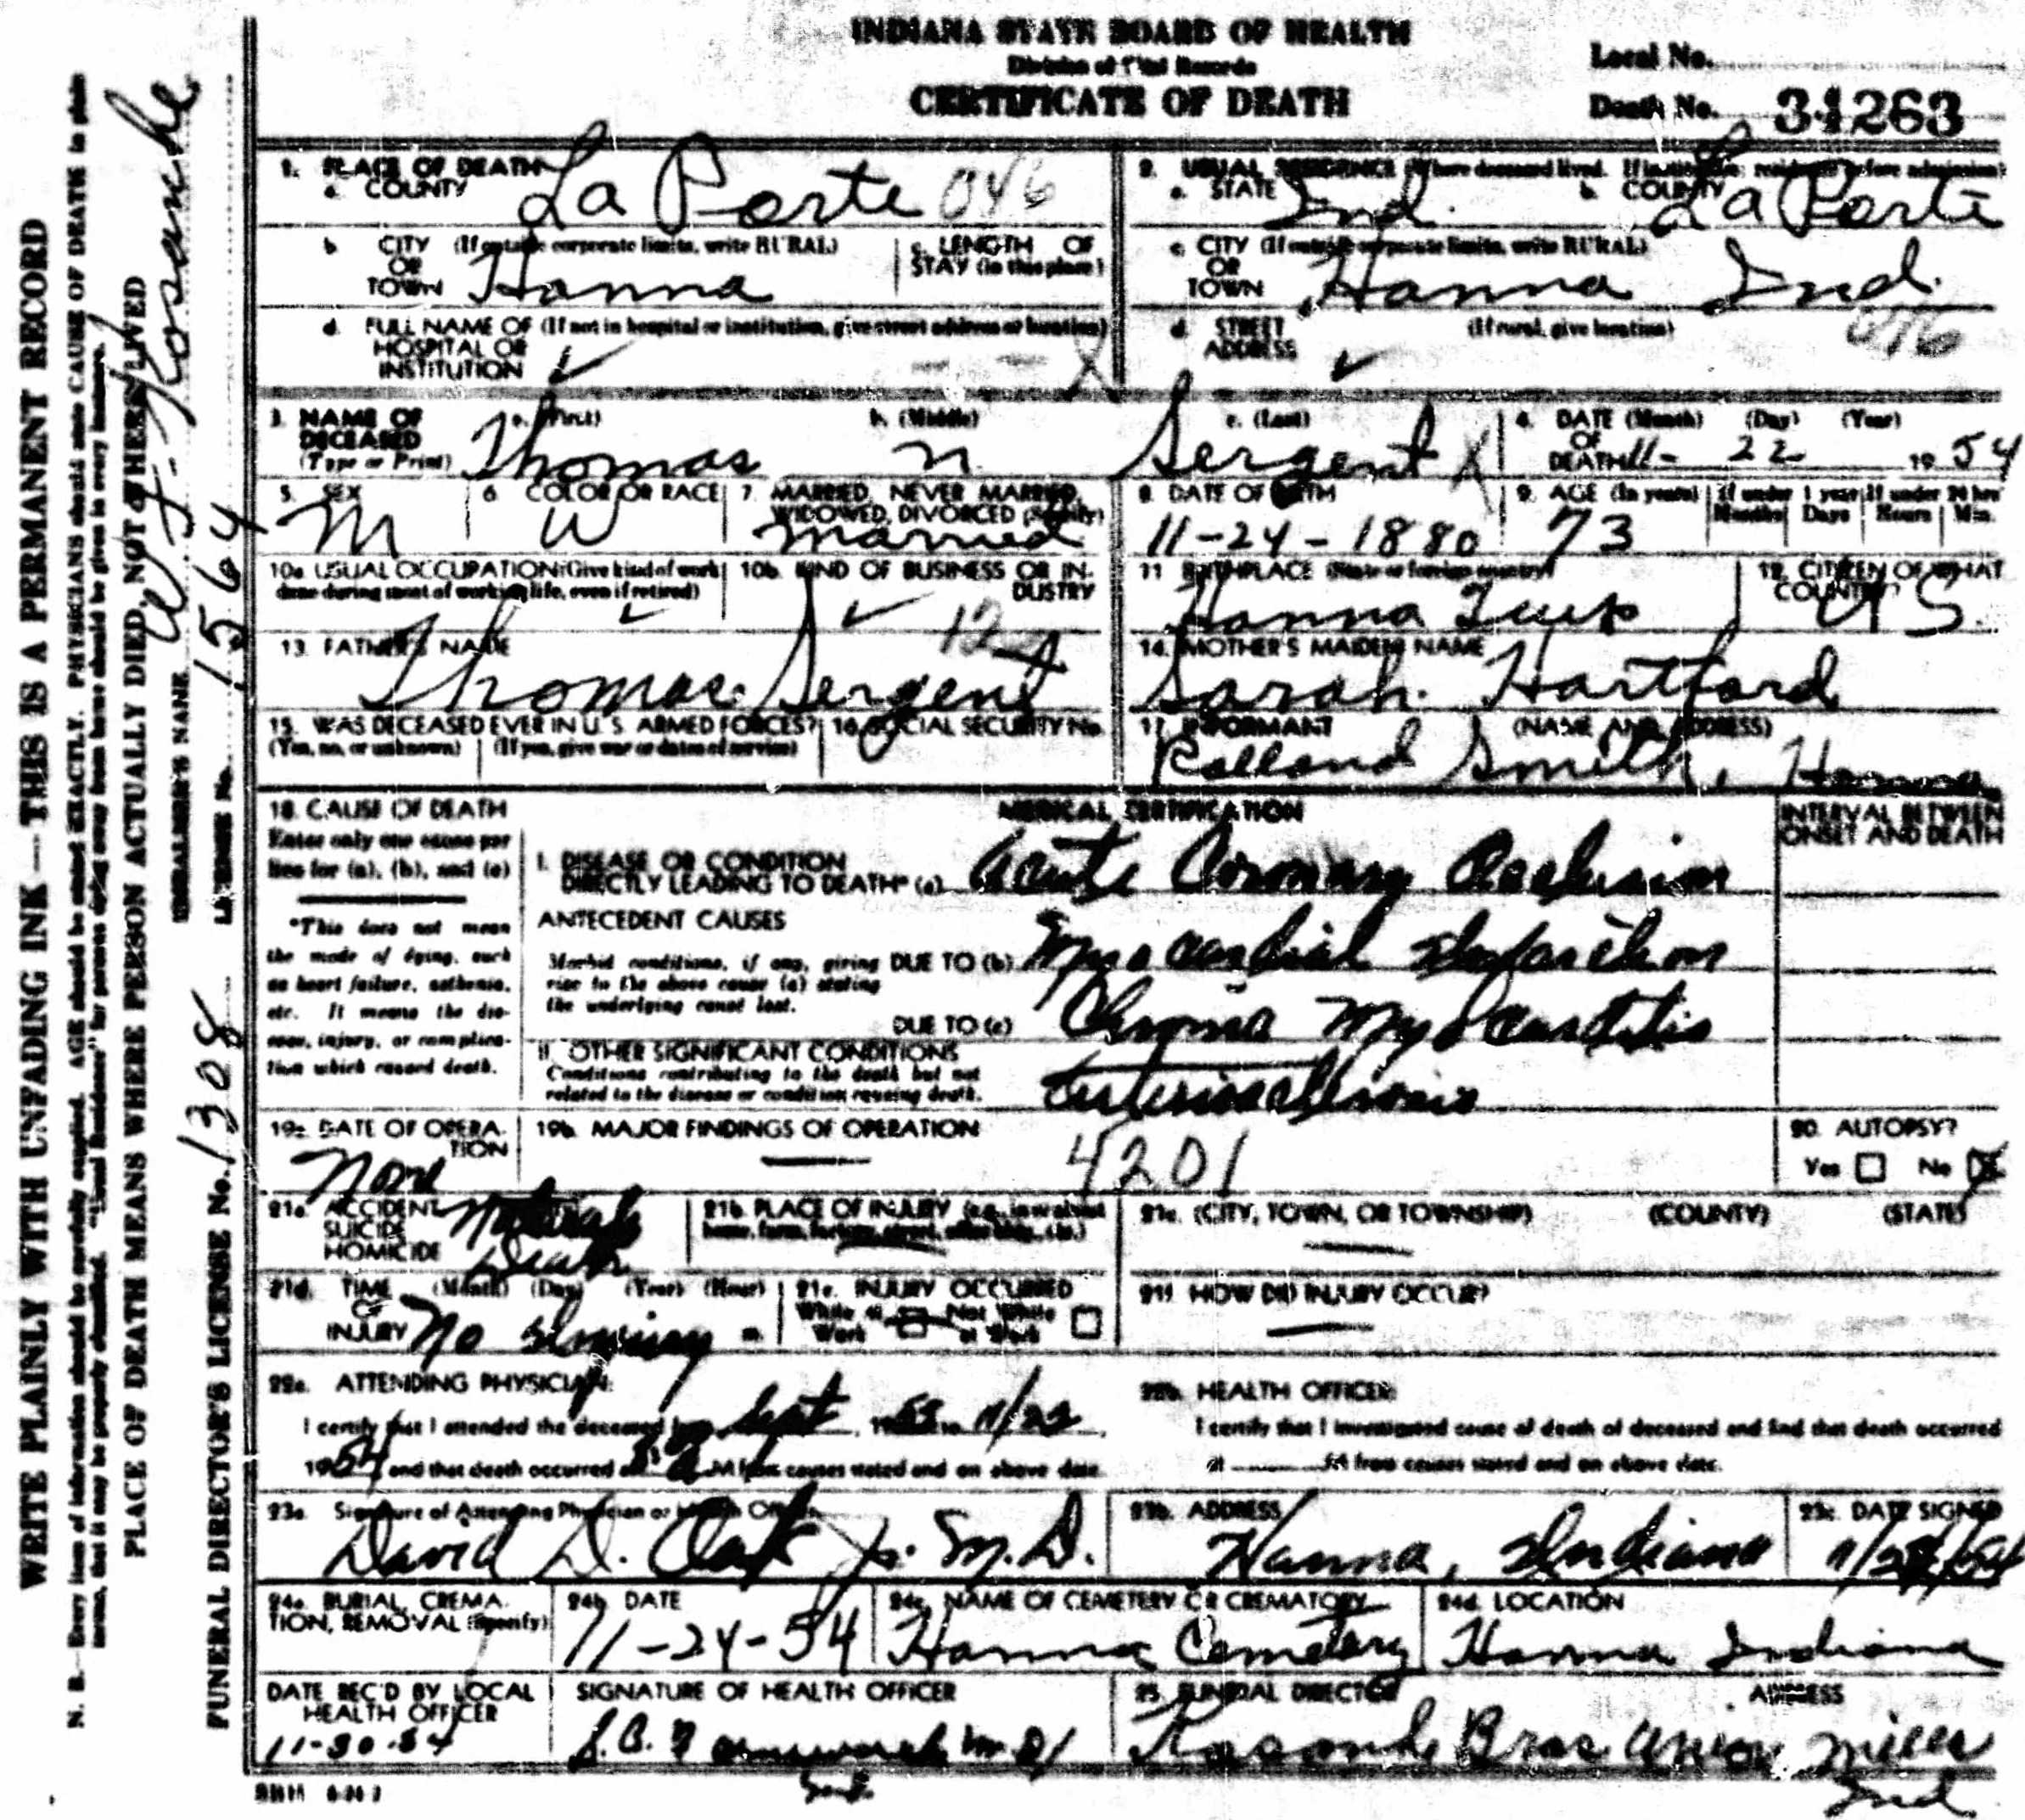 INDIANA STATE BOARD OF HEALTH
Division of Vital Records
CERTIFICATE OF DEATH
Local No.
Death No. 34263
1. PLACE OF DEATH
a. COUNTY La Porte 046
b. CITY (If outside corporate limits, write RURAL) OR TOWN Hanna
c. LENGTH OF STAY (in this place)
d. FULL NAME OF (If not in hospital or institution, give street address or location) HOSPITAL OR INSTITUTION ✓
2. USUAL RESIDENCE (Where deceased lived. If institution: residence before admission)
a. STATE Ind. b. COUNTY La Porte
c. CITY (If outside corporate limits, write RURAL) OR TOWN Hanna Ind.
d. STREET ADDRESS (If rural, give location) ✓ 046
3. NAME OF DECEASED (Type or Print)
a. (First) Thomas b. (Middle) N. c. (Last) Sergent
4. DATE OF DEATH (Month) (Day) (Year) 11- 22 1954
5. SEX M
6. COLOR OR RACE W
7. MARRIED, NEVER MARRIED, WIDOWED, DIVORCED (Specify) Married
8. DATE OF BIRTH 11-24-1880
9. AGE (In years) 73 If under 1 year Months Days If under 24 hrs Hours Min.
10a. USUAL OCCUPATION (Give kind of work done during most of working life, even if retired) ✓
10b. KIND OF BUSINESS OR INDUSTRY ✓
11. BIRTHPLACE (State or foreign country) Hanna Twp
12. CITIZEN OF WHAT COUNTRY? U S.
13. FATHER'S NAME Thomas Sergent
14. MOTHER'S MAIDEN NAME Sarah Hartford
15. WAS DECEASED EVER IN U. S. ARMED FORCES? (Yes, no, or unknown) (If yes, give war or dates of service)
16. SOCIAL SECURITY No.
17. INFORMANT (NAME AND ADDRESS) Rolland Smith, Hanna
18. CAUSE OF DEATH
Enter only one cause per line for (a), (b), and (c)
*This does not mean the mode of dying, such as heart failure, asthenia, etc. It means the disease, injury, or complication which caused death.
MEDICAL CERTIFICATION
INTERVAL BETWEEN ONSET AND DEATH
I. DISEASE OR CONDITION DIRECTLY LEADING TO DEATH* (a) Acute Coronary Occlusion
ANTECEDENT CAUSES
Morbid conditions, if any, giving rise to the above cause (a) stating the underlying cause last.
DUE TO (b) Myocardial Infarction
DUE TO (c) Chronic Myocarditis
II. OTHER SIGNIFICANT CONDITIONS
Conditions contributing to the death but not related to the disease or condition causing death.
Arteriosclerosis
19a. DATE OF OPERATION None
19b. MAJOR FINDINGS OF OPERATION — 4201
20. AUTOPSY? Yes No X
21a. ACCIDENT SUICIDE HOMICIDE Natural Death
21b. PLACE OF INJURY
21c. (CITY, TOWN, OR TOWNSHIP) (COUNTY) (STATE) —
21d. TIME OF INJURY (Month) (Day) (Year) (Hour) No Injury m.
21e. INJURY OCCURRED While at Work Not While at Work
21f. HOW DID INJURY OCCUR? —
22a. ATTENDING PHYSICIAN:
I certify that I attended the deceased Sept, 1953 to 11/22,
1954 and that death occurred at M from causes stated and on above date.
22b. HEALTH OFFICER:
I certify that I investigated cause of death of deceased and find that death occurred
at M from causes stated and on above date.
23a. Signature of Attending Physician or Health Officer David D. Oak Jr. M.D.
23b. ADDRESS Hanna, Indiana
23c. DATE SIGNED
24a. BURIAL, CREMATION, REMOVAL (Specify)
24b. DATE 11-24-54
24c. NAME OF CEMETERY OR CREMATORY Hanna Cemetery
24d. LOCATION Hanna Indiana
DATE REC'D BY LOCAL HEALTH OFFICER 11-30-54
SIGNATURE OF HEALTH OFFICER
25. FUNERAL DIRECTOR ADDRESS Bros. Union Mills Ind
WRITE PLAINLY WITH UNFADING INK—THIS IS A PERMANENT RECORD
N. B.—Every item of information should be carefully supplied. AGE should be stated EXACTLY. PHYSICIANS should state CAUSE OF DEATH in plain
terms, that it may be properly classified. "Usual Residence" for persons dying away from home should be given in every instance.
PLACE OF DEATH MEANS WHERE PERSON ACTUALLY DIED, NOT WHERE LIVED
EMBALMER'S NAME
LICENSE No. 1564
FUNERAL DIRECTOR'S LICENSE No. 1308